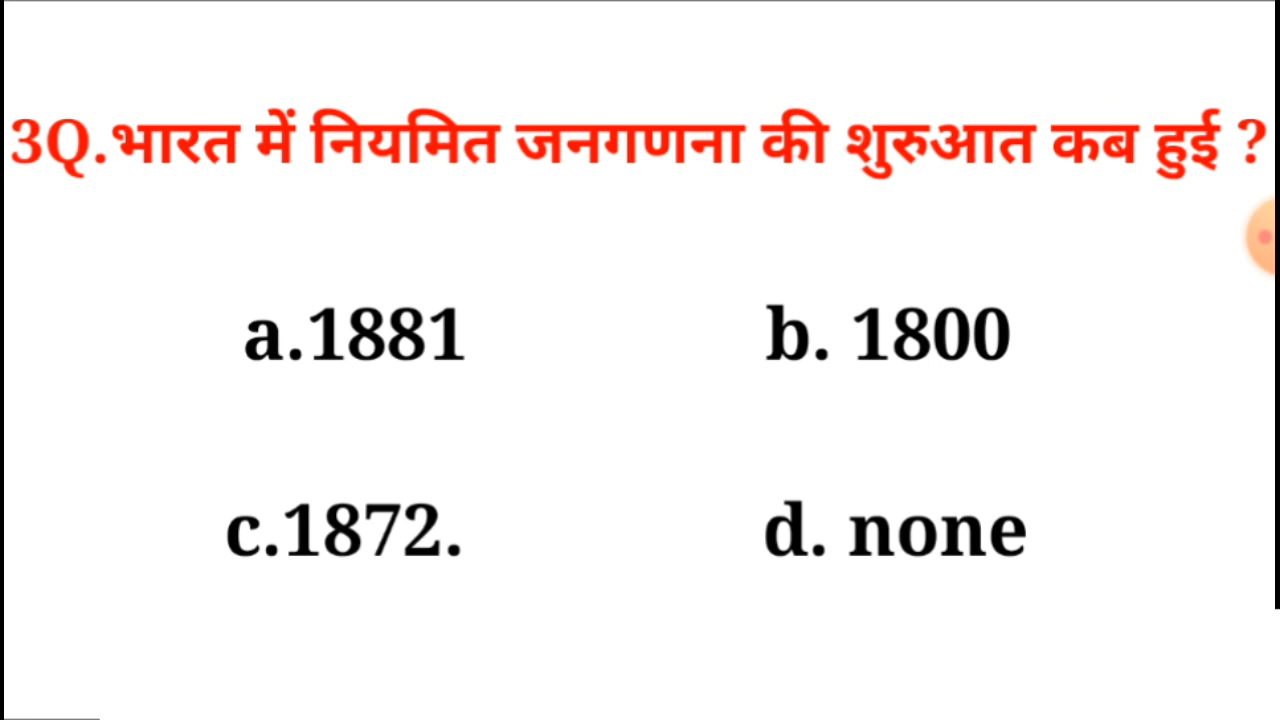 3Q.भारत में नियमित जनगणना की शुरुआत कब हुई ?
a.1881 b. 1800
c.1872. d. none